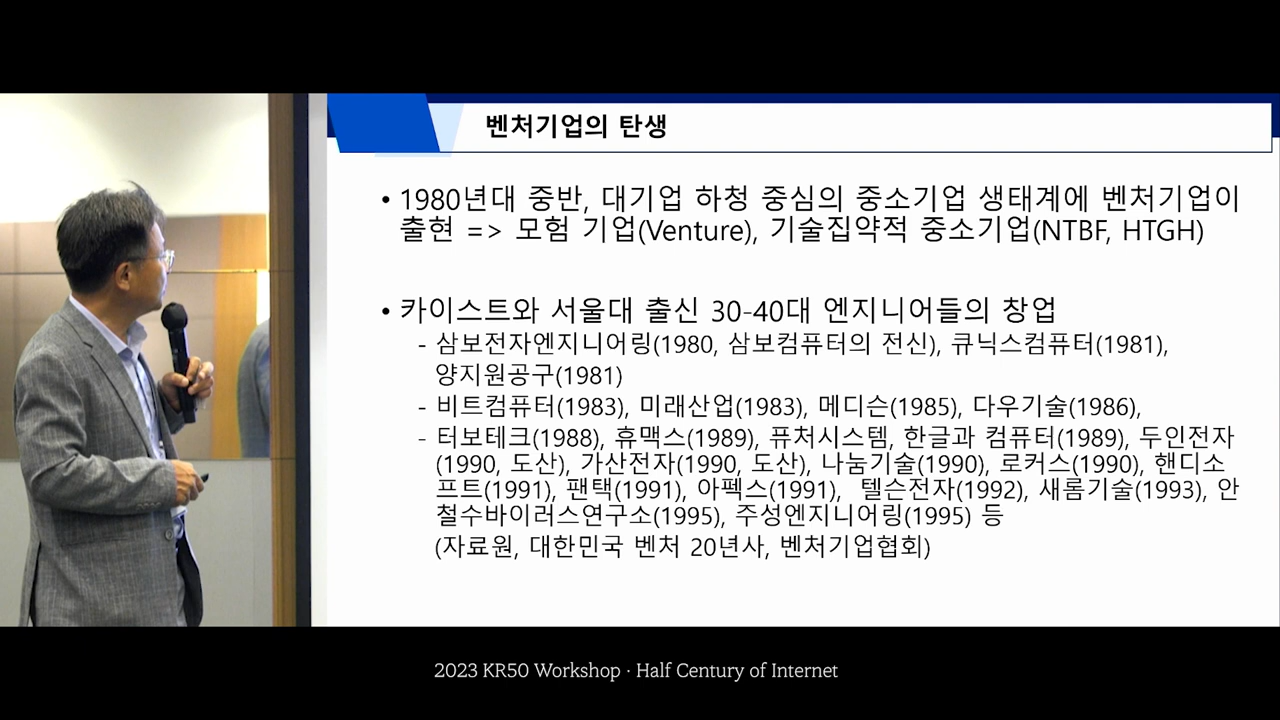 벤처기업의 탄생
• 1980년대 중반, 대기업 하청 중심의 중소기업 생태계에 벤처기업이
출현 => 모험 기업(Venture), 기술집약적 중소기업(NTBF, HTGH)
• 카이스트와 서울대 출신 30-40대 엔지니어들의 창업
- 삼보전자엔지니어링(1980, 삼보컴퓨터의 전신), 큐닉스컴퓨터(1981),
양지원공구(1981)
- 비트컴퓨터(1983), 미래산업(1983), 메디슨(1985), 다우기술(1986),
- 터보테크(1988), 휴맥스(1989), 퓨처시스템, 한글과 컴퓨터(1989), 두인전자
(1990, 도산), 가산전자(1990, 도산), 나눔기술(1990), 로커스(1990), 핸디소
프트(1991), 팬택(1991), 아펙스(1991), 텔슨전자(1992), 새롬기술(1993), 안
철수바이러스연구소(1995), 주성엔지니어링(1995) 등
(자료원, 대한민국 벤처 20년사, 벤처기업협회)
2023 KR50 Workshop · Half Century of Internet